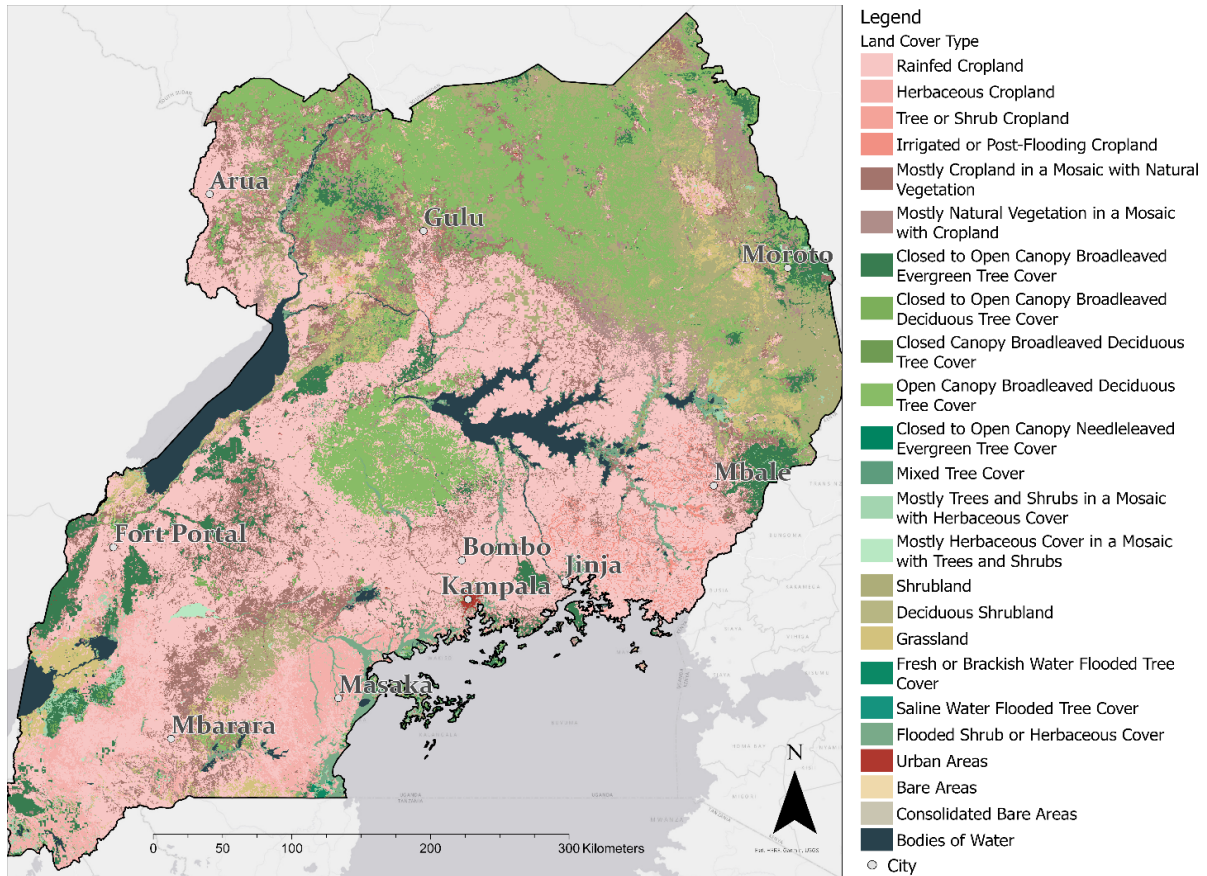 Legend
Land Cover Type
Rainfed Cropland
Herbaceous Cropland
Tree or Shrub Cropland
Irrigated or Post-Flooding Cropland
Mostly Cropland in a Mosaic with Natural
Vegetation
Mostly Natural Vegetation in a Mosaic
with Cropland
Closed to Open Canopy Broadleaved
Evergreen Tree Cover
Closed to Open Canopy Broadleaved
Deciduous Tree Cover
Closed Canopy Broadleaved Deciduous
Tree Cover
Open Canopy Broadleaved Deciduous
Tree Cover
Closed to Open Canopy Needleleaved
Evergreen Tree Cover
Mixed Tree Cover
Mostly Trees and Shrubs in a Mosaic
with Herbaceous Cover
Mostly Herbaceous Cover in a Mosaic
with Trees and Shrubs
Shrubland
Deciduous Shrubland
Grassland
Fresh or Brackish Water Flooded Tree
Cover
Saline Water Flooded Tree Cover
Flooded Shrub or Herbaceous Cover
Urban Areas
Bare Areas
Consolidated Bare Areas
Bodies of Water
City
Arua
Gulu
Moroto
Mbale
Fort Portal
Bombo
Jinja
Kampala
Masaka
Mbarara
UGANDA
TANZANIA
UGANDA
N
0 50 100 200 300 Kilometers